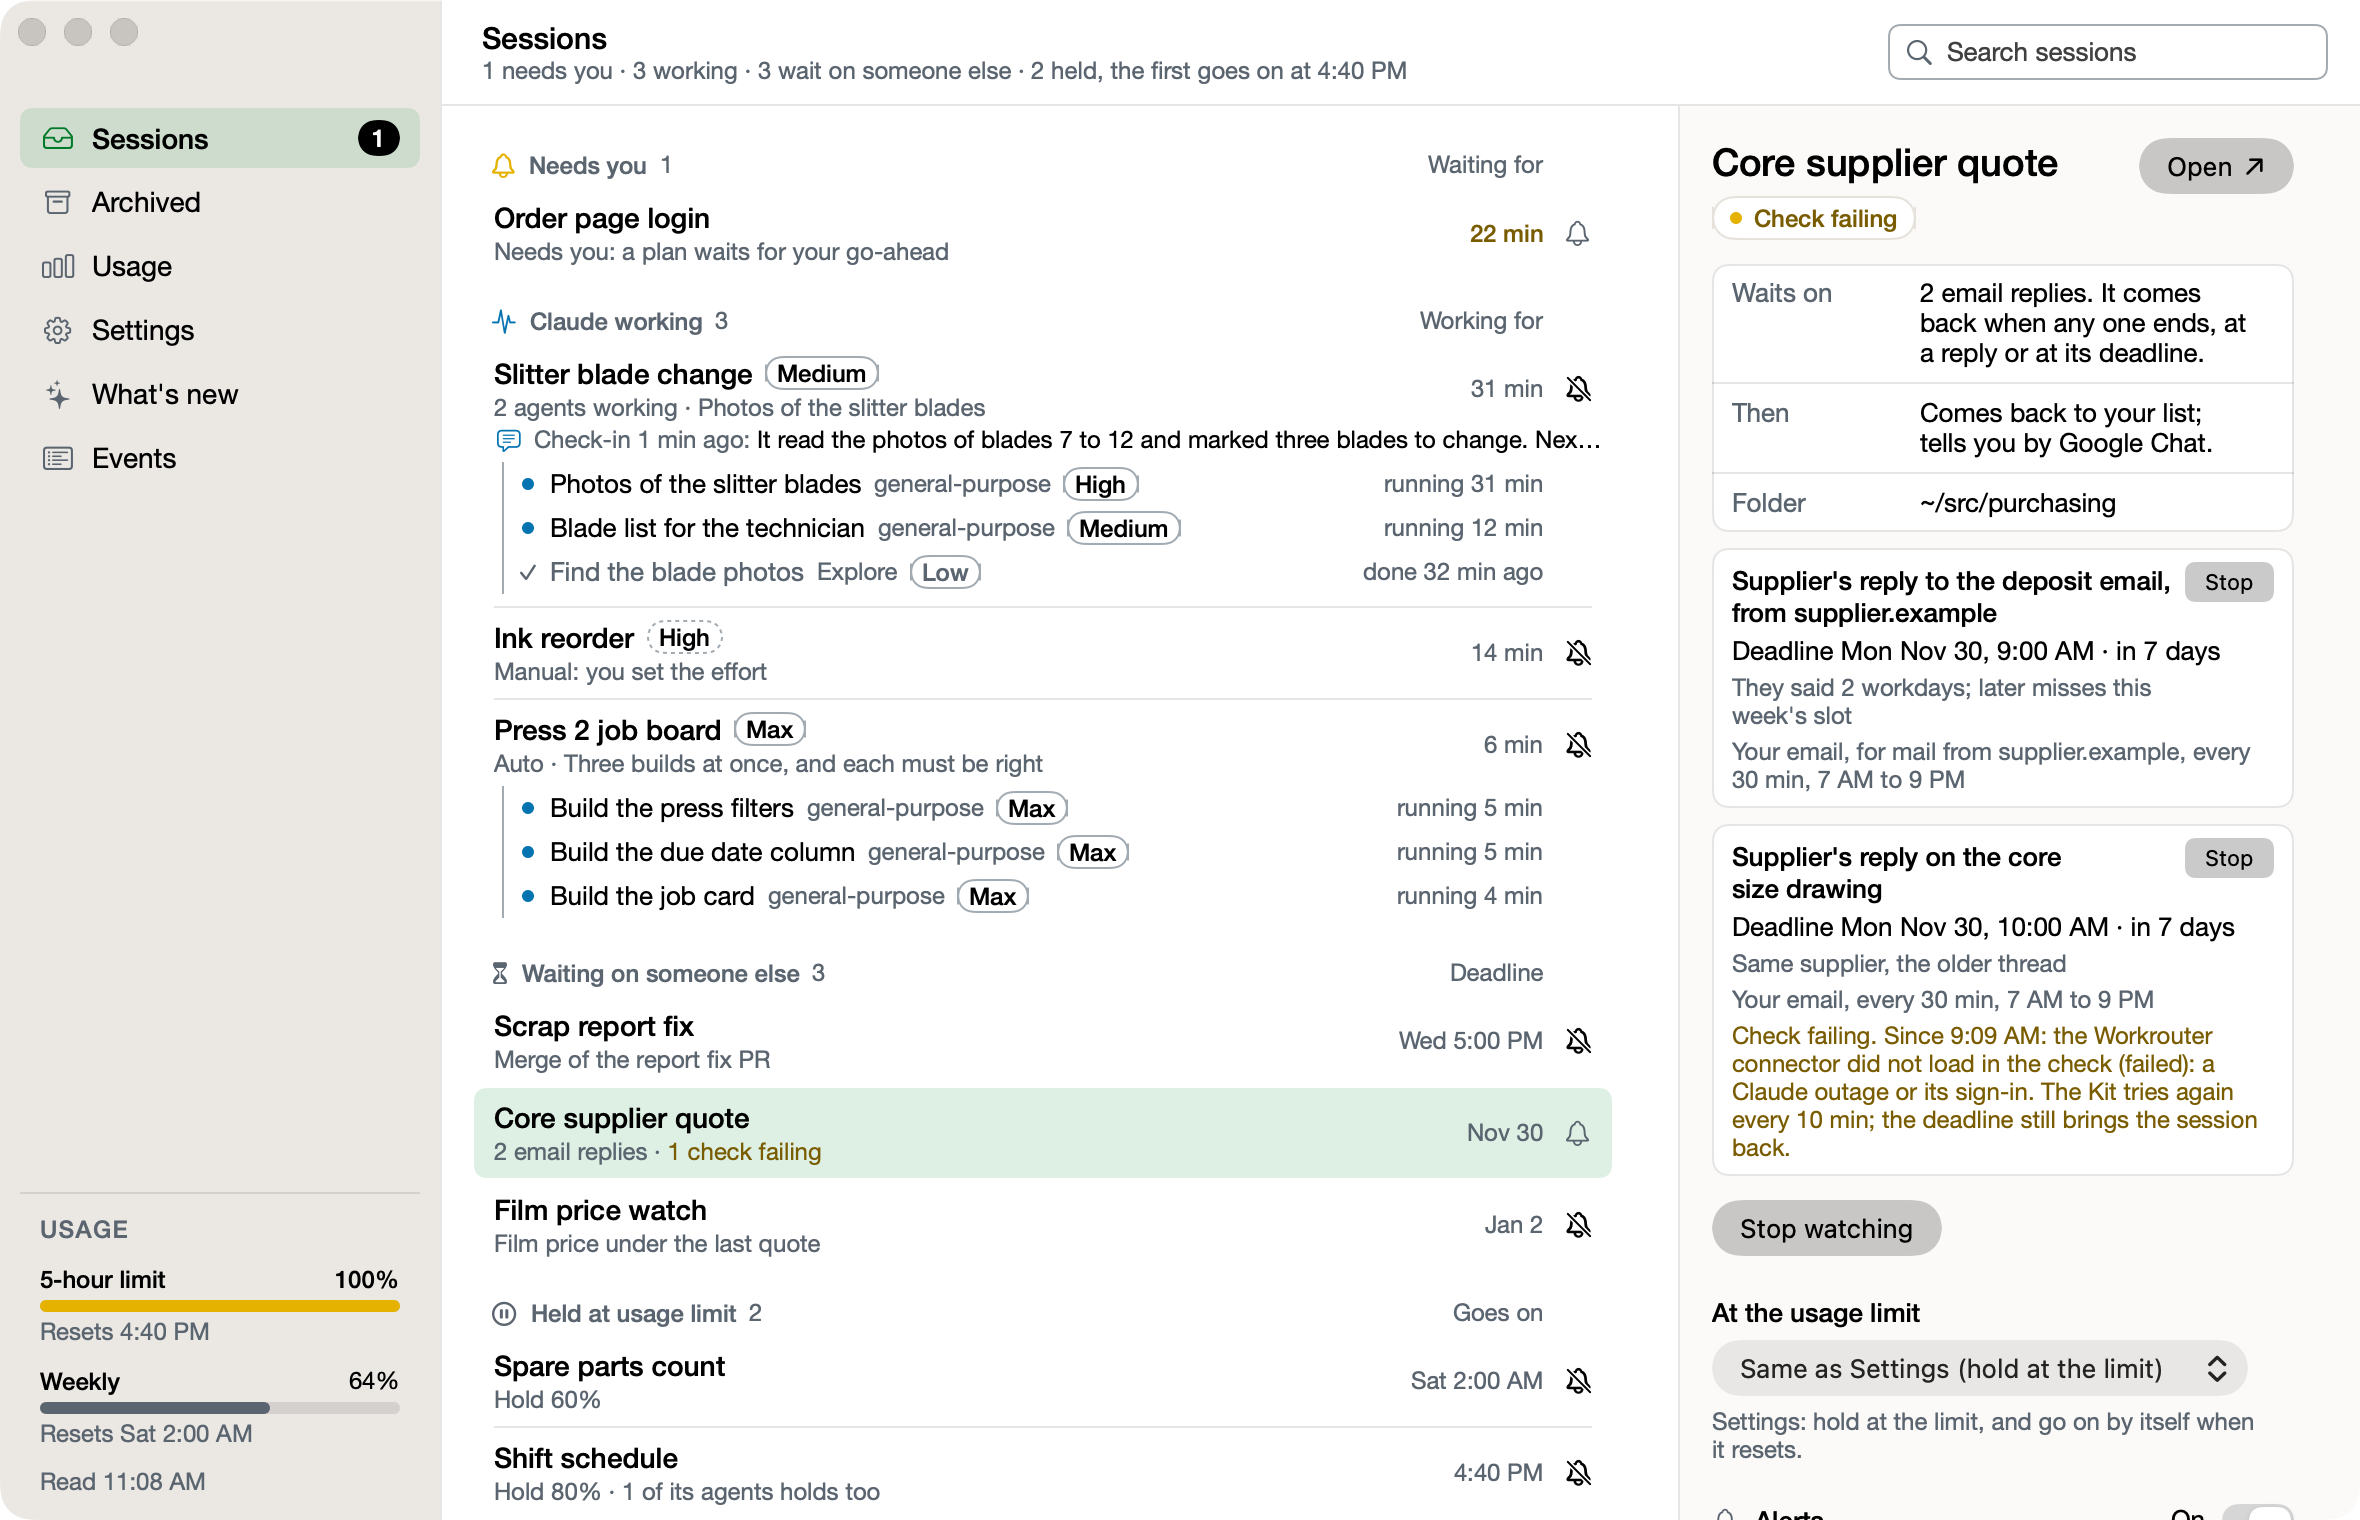 Sessions
1 needs you · 3 working · 3 wait on someone else · 2 held, the first goes on at 4:40 PM
Search sessions
Sessions
1
Archived
Usage
Settings
What's new
Events
USAGE
5-hour limit 100%
Resets 4:40 PM
Weekly 64%
Resets Sat 2:00 AM
Read 11:08 AM
Needs you 1 Waiting for
Order page login
Needs you: a plan waits for your go-ahead
22 min
Claude working 3 Working for
Slitter blade change Medium
2 agents working · Photos of the slitter blades
31 min
Check-in 1 min ago: It read the photos of blades 7 to 12 and marked three blades to change. Nex…
Photos of the slitter blades general-purpose High running 31 min
Blade list for the technician general-purpose Medium running 12 min
Find the blade photos Explore Low done 32 min ago
Ink reorder High
Manual: you set the effort
14 min
Press 2 job board Max
Auto · Three builds at once, and each must be right
6 min
Build the press filters general-purpose Max running 5 min
Build the due date column general-purpose Max running 5 min
Build the job card general-purpose Max running 4 min
Waiting on someone else 3 Deadline
Scrap report fix
Merge of the report fix PR
Wed 5:00 PM
Core supplier quote
2 email replies · 1 check failing
Nov 30
Film price watch
Film price under the last quote
Jan 2
Held at usage limit 2 Goes on
Spare parts count
Hold 60%
Sat 2:00 AM
Shift schedule
Hold 80% · 1 of its agents holds too
4:40 PM
Core supplier quote
Open
Check failing
Waits on
2 email replies. It comes
back when any one ends, at
a reply or at its deadline.
Then
Comes back to your list;
tells you by Google Chat.
Folder
~/src/purchasing
Supplier's reply to the deposit email,
from supplier.example
Stop
Deadline Mon Nov 30, 9:00 AM · in 7 days
They said 2 workdays; later misses this
week's slot
Your email, for mail from supplier.example, every
30 min, 7 AM to 9 PM
Supplier's reply on the core
size drawing
Stop
Deadline Mon Nov 30, 10:00 AM · in 7 days
Same supplier, the older thread
Your email, every 30 min, 7 AM to 9 PM
Check failing. Since 9:09 AM: the Workrouter
connector did not load in the check (failed): a
Claude outage or its sign-in. The Kit tries again
every 10 min; the deadline still brings the session
back.
Stop watching
At the usage limit
Same as Settings (hold at the limit)
Settings: hold at the limit, and go on by itself when
it resets.
Alerts On